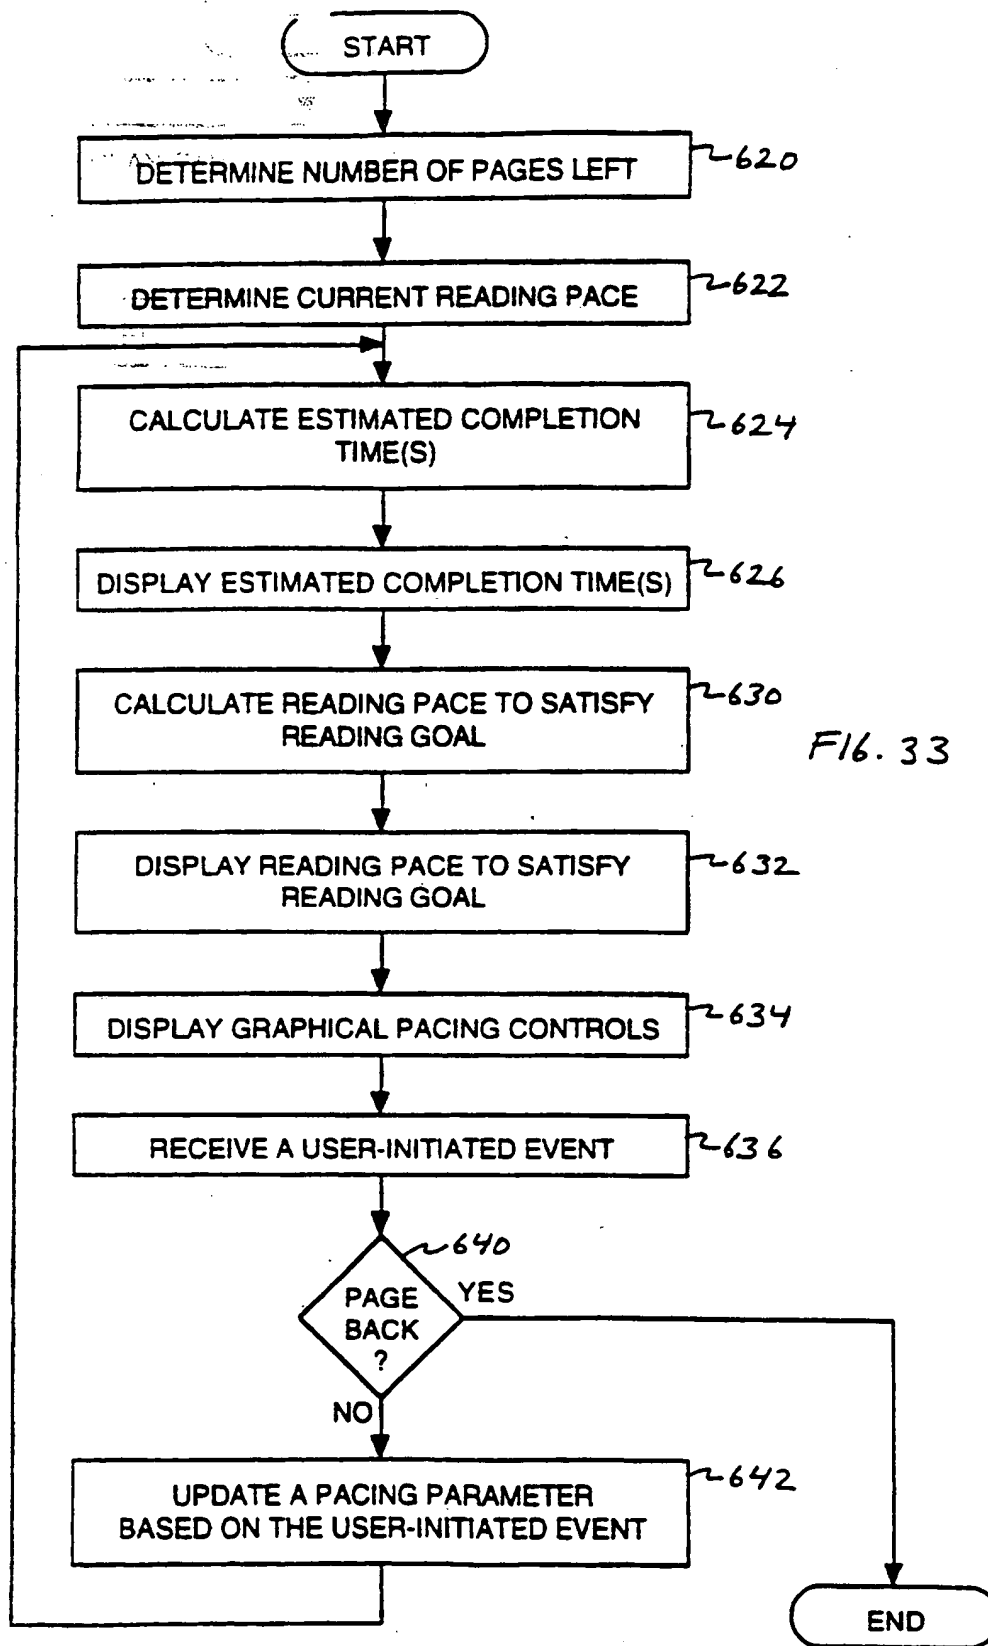 START
DETERMINE NUMBER OF PAGES LEFT
620
DETERMINE CURRENT READING PACE
622
CALCULATE ESTIMATED COMPLETION
TIME(S)
624
DISPLAY ESTIMATED COMPLETION TIME(S)
626
CALCULATE READING PACE TO SATISFY
READING GOAL
630
FIG. 33
DISPLAY READING PACE TO SATISFY
READING GOAL
632
DISPLAY GRAPHICAL PACING CONTROLS
634
RECEIVE A USER-INITIATED EVENT
636
640
PAGE
BACK
?
YES
NO
UPDATE A PACING PARAMETER
BASED ON THE USER-INITIATED EVENT
642
END